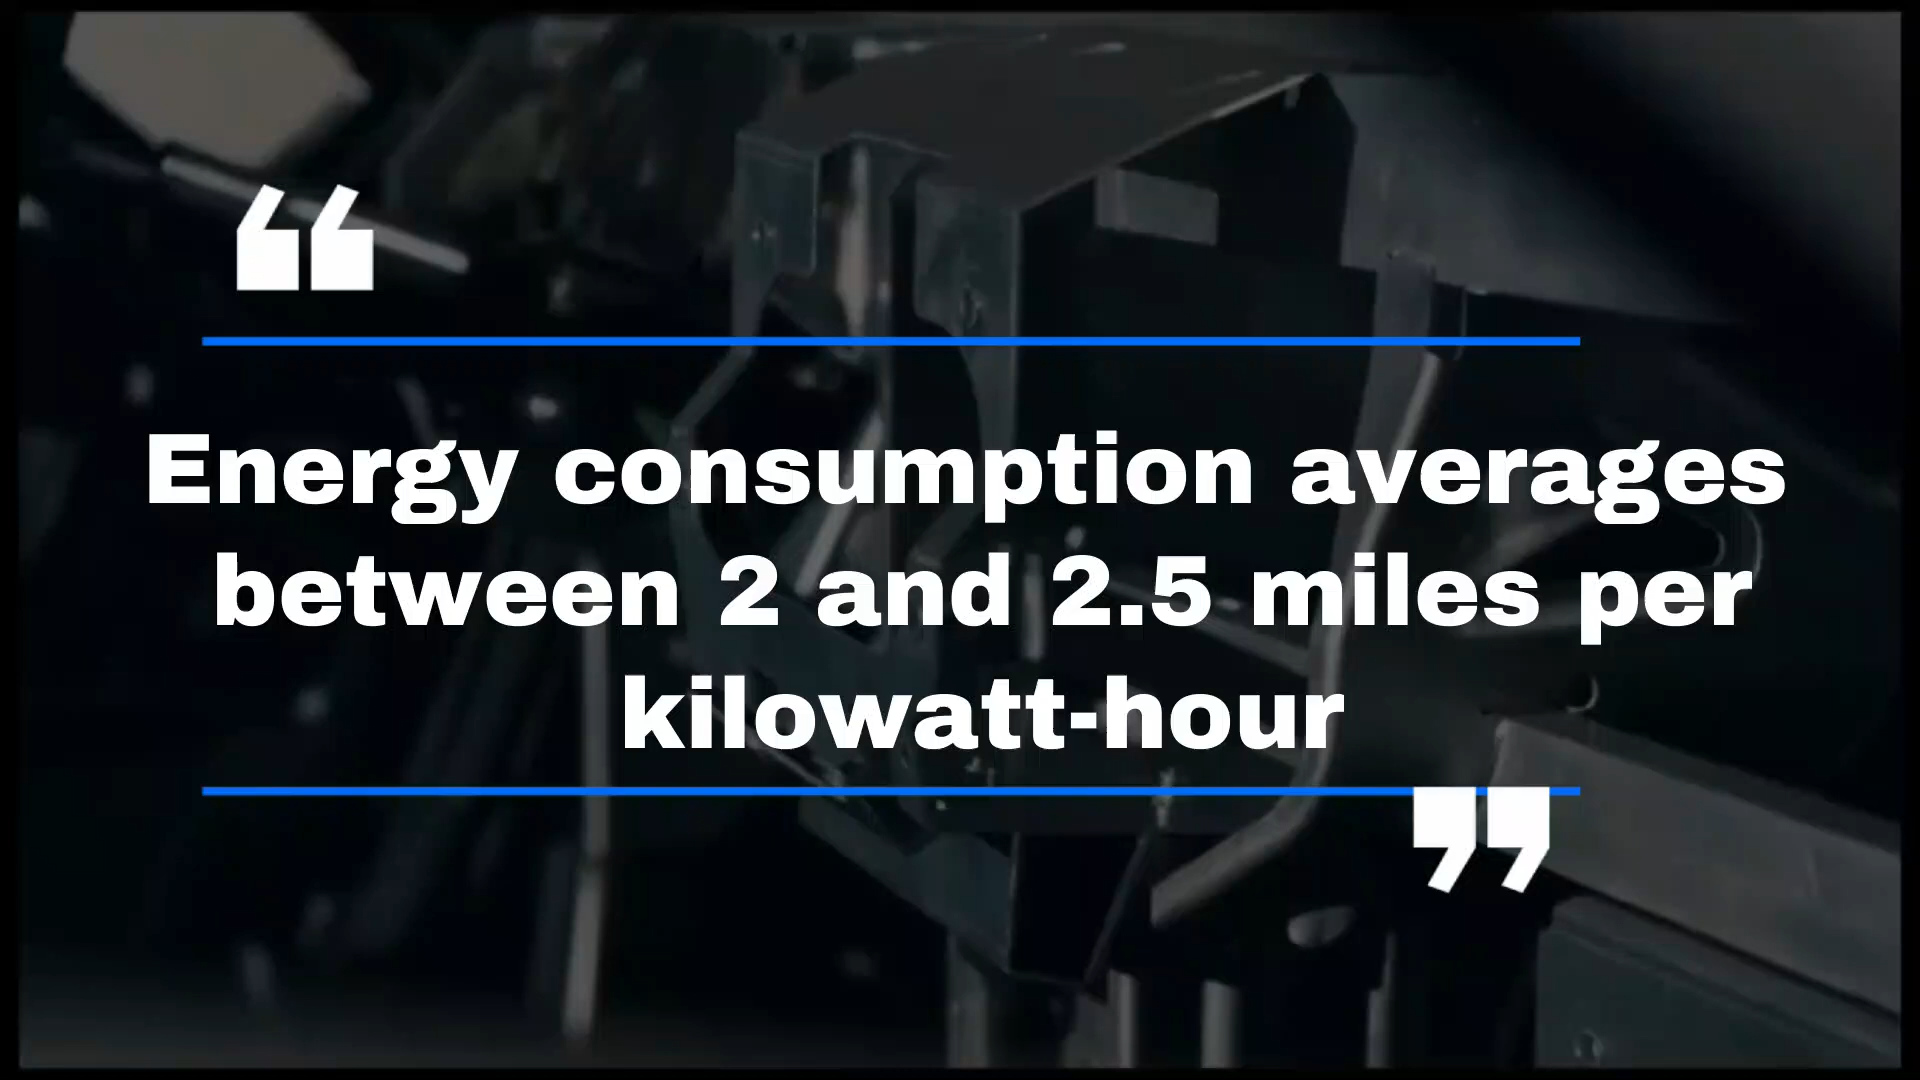 “
Energy consumption averages
between 2 and 2.5 miles per
kilowatt-hour
”